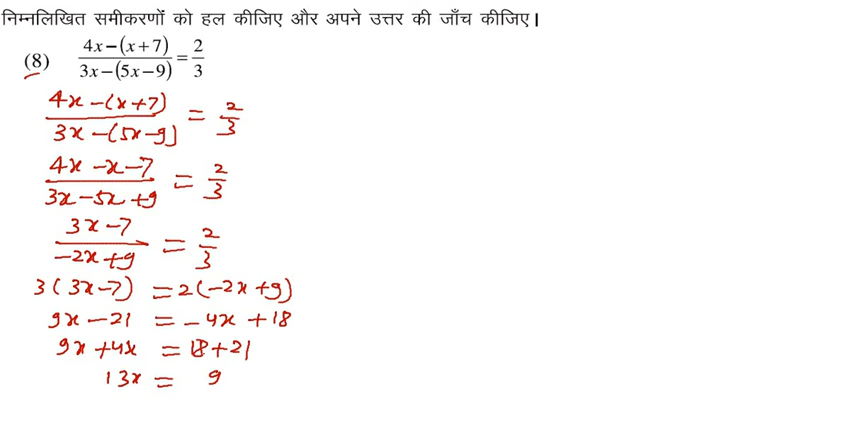 निम्नलिखित समीकरणों को हल कीजिए और अपने उत्तर की जाँच कीजिए।
(8) (4x−(x+7))/(3x−(5x−9)) = 2/3
(4x−(x+7))/(3x−(5x−9)) = 2/3
(4x−x−7)/(3x−5x+9) = 2/3
(3x−7)/(−2x+9) = 2/3
3(3x−7) = 2(−2x+9)
9x−21 = −4x+18
9x+4x = 18+21
13x = 9